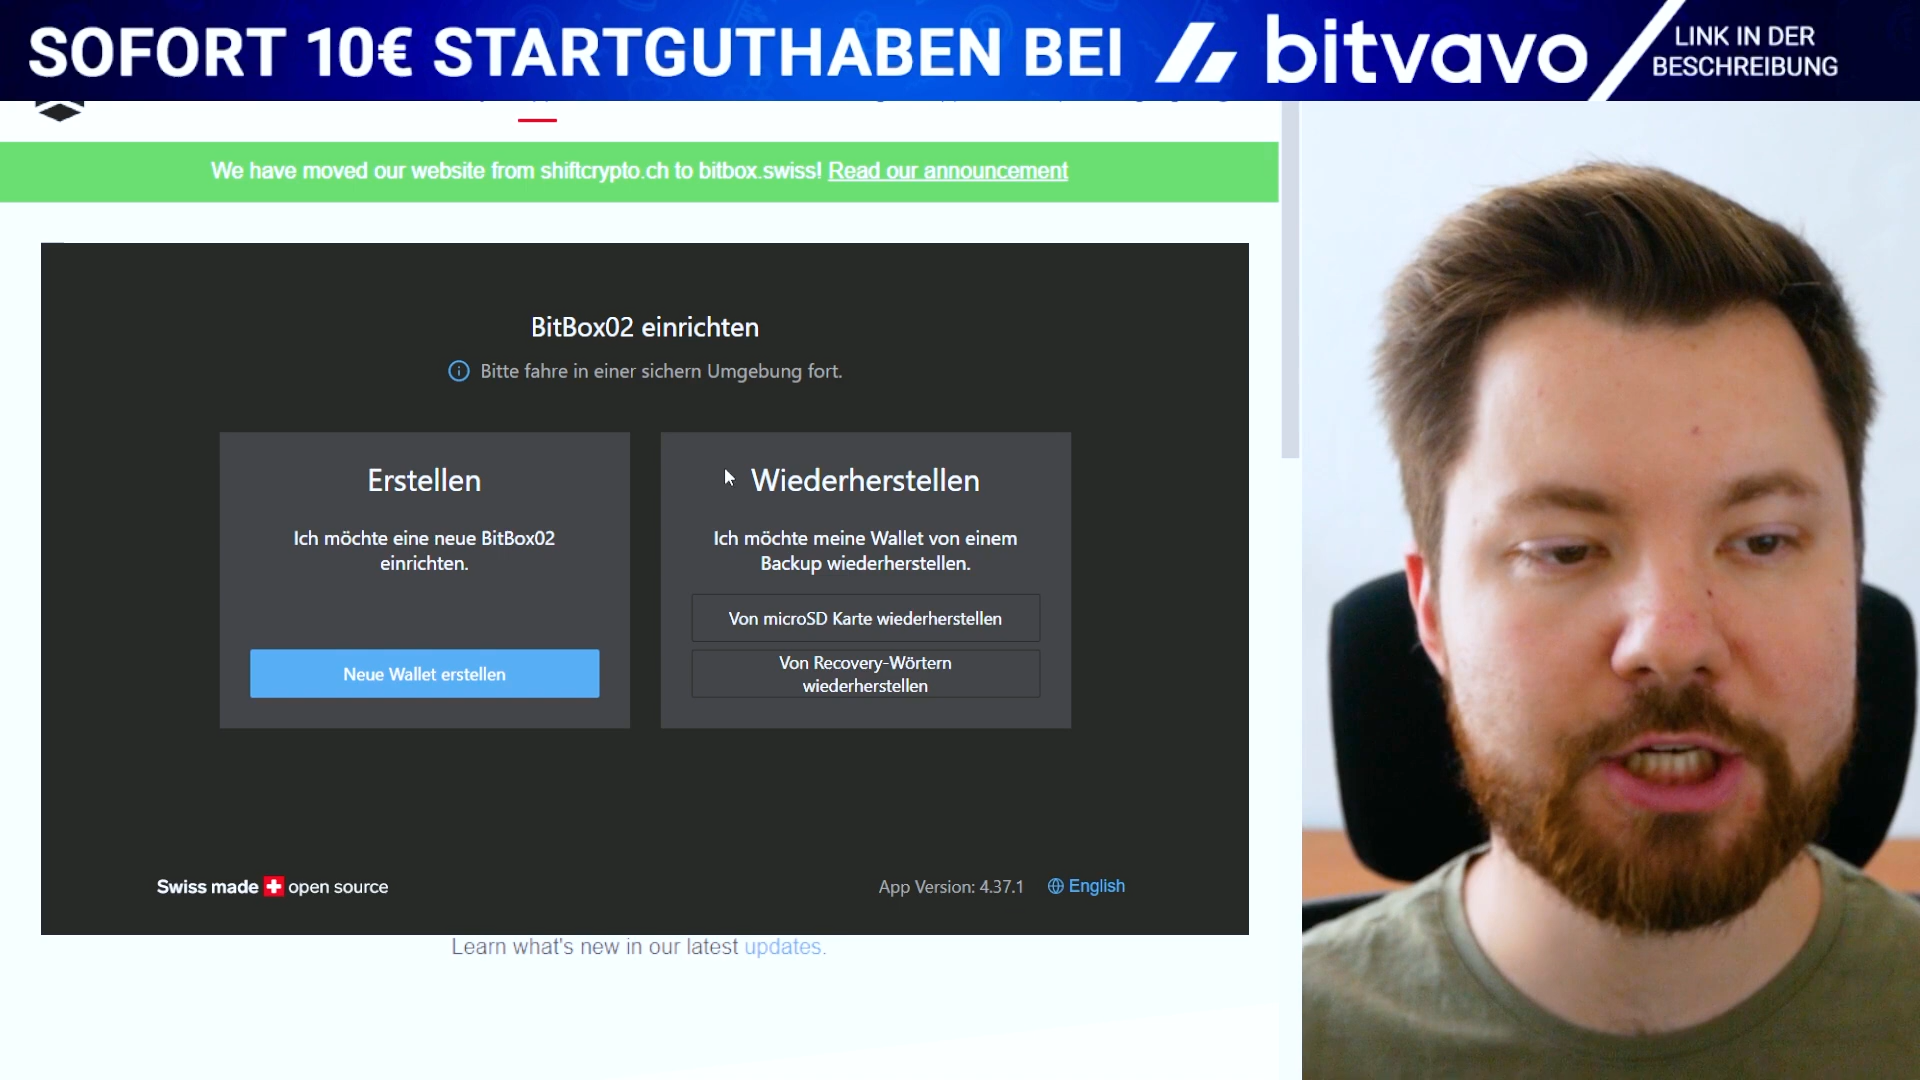 SOFORT 10€ STARTGUTHABEN BEI bitvavo
LINK IN DER
BESCHREIBUNG
We have moved our website from shiftcrypto.ch to bitbox.swiss! Read our announcement
BitBox02 einrichten
Bitte fahre in einer sichern Umgebung fort.
Erstellen
Ich möchte eine neue BitBox02
einrichten.
Neue Wallet erstellen
Wiederherstellen
Ich möchte meine Wallet von einem
Backup wiederherstellen.
Von microSD Karte wiederherstellen
Von Recovery-Wörtern
wiederherstellen
Swiss made open source
App Version: 4.37.1
English
Learn what's new in our latest updates.